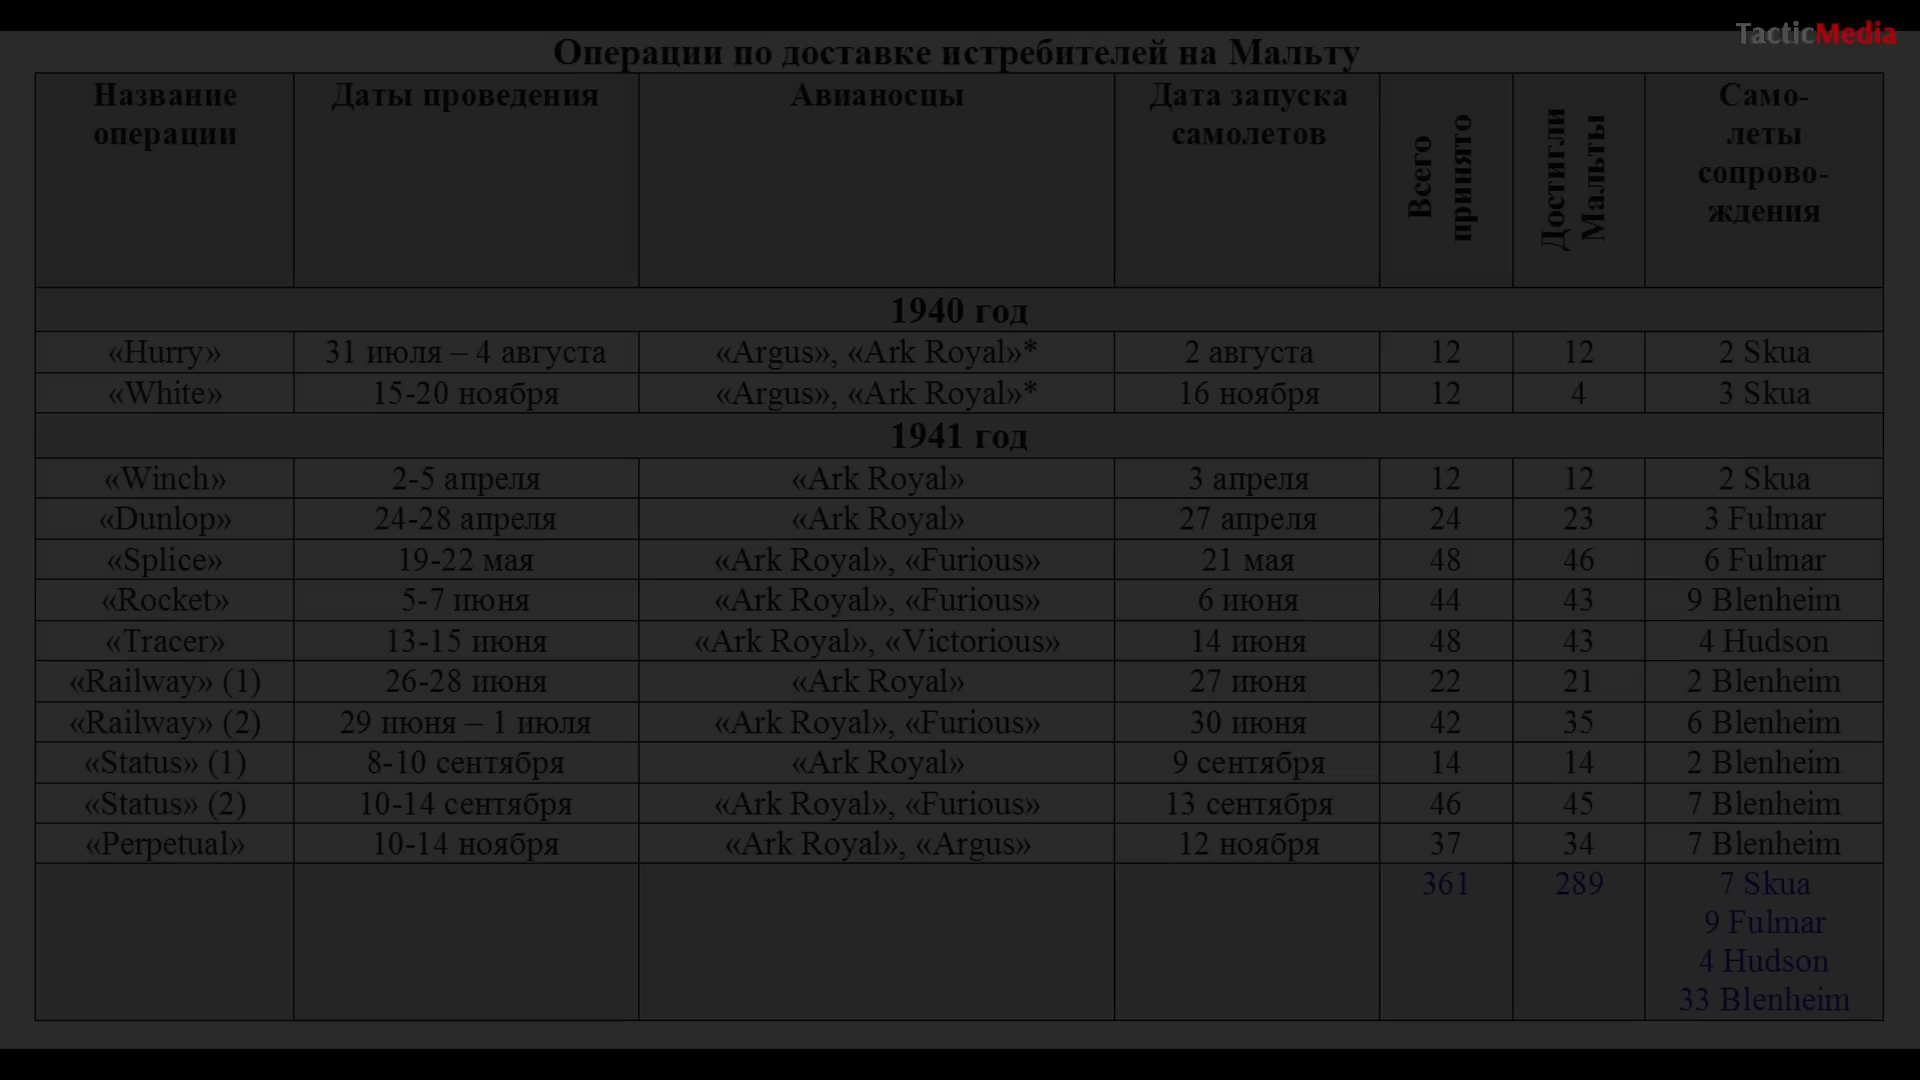 TacticMedia
Операции по доставке истребителей на Мальту
Название операции Даты проведения Авианосцы Дата запуска самолетов Всего принято Достигли Мальты Само-леты сопрово-ждения
1940 год
«Hurry» 31 июля – 4 августа «Argus», «Ark Royal»* 2 августа 12 12 2 Skua
«White» 15-20 ноября «Argus», «Ark Royal»* 16 ноября 12 4 3 Skua
1941 год
«Winch» 2-5 апреля «Ark Royal» 3 апреля 12 12 2 Skua
«Dunlop» 24-28 апреля «Ark Royal» 27 апреля 24 23 3 Fulmar
«Splice» 19-22 мая «Ark Royal», «Furious» 21 мая 48 46 6 Fulmar
«Rocket» 5-7 июня «Ark Royal», «Furious» 6 июня 44 43 9 Blenheim
«Tracer» 13-15 июня «Ark Royal», «Victorious» 14 июня 48 43 4 Hudson
«Railway» (1) 26-28 июня «Ark Royal» 27 июня 22 21 2 Blenheim
«Railway» (2) 29 июня – 1 июля «Ark Royal», «Furious» 30 июня 42 35 6 Blenheim
«Status» (1) 8-10 сентября «Ark Royal» 9 сентября 14 14 2 Blenheim
«Status» (2) 10-14 сентября «Ark Royal», «Furious» 13 сентября 46 45 7 Blenheim
«Perpetual» 10-14 ноября «Ark Royal», «Argus» 12 ноября 37 34 7 Blenheim
361 289 7 Skua
9 Fulmar
4 Hudson
33 Blenheim